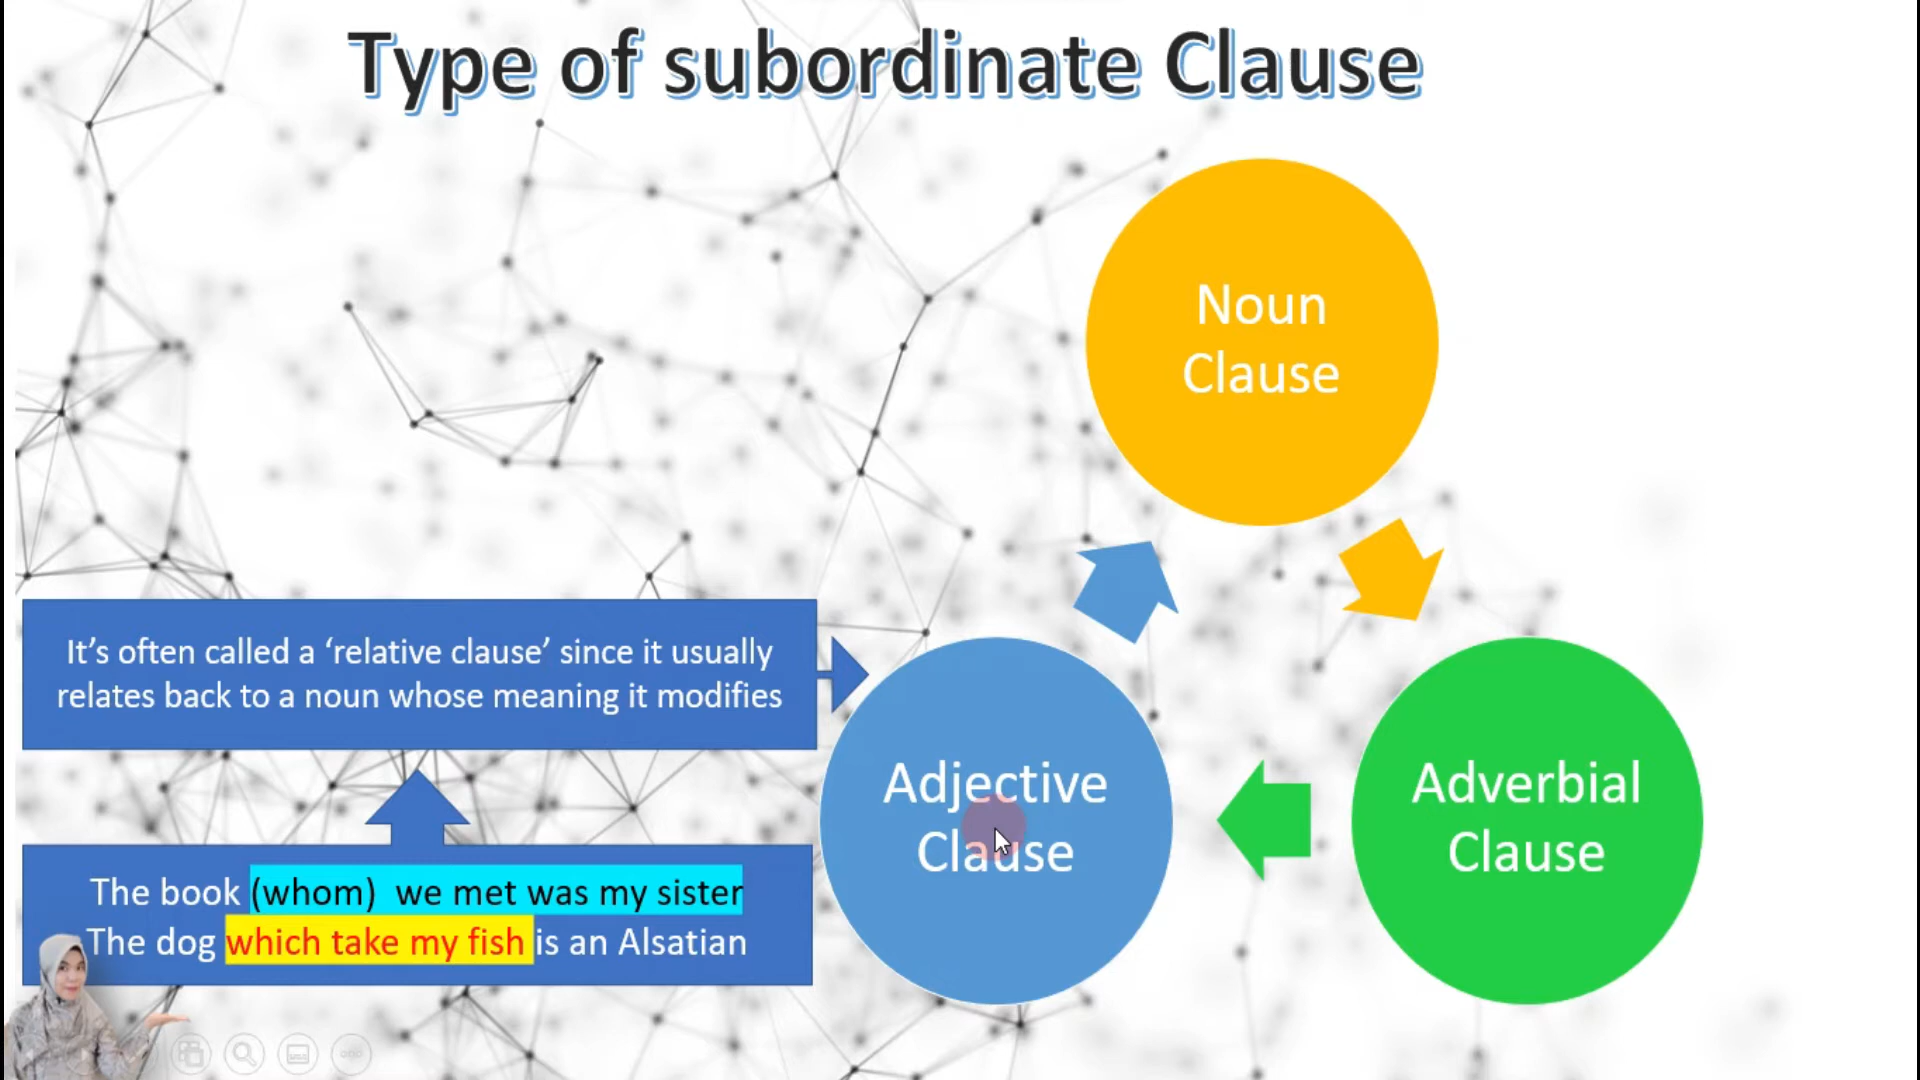 Type of subordinate Clause
Noun
Clause
It's often called a ‘relative clause’ since it usually
relates back to a noun whose meaning it modifies
Adjective
Clause
Adverbial
Clause
The book (whom)  we met was my sister
The dog which take my fish is an Alsatian